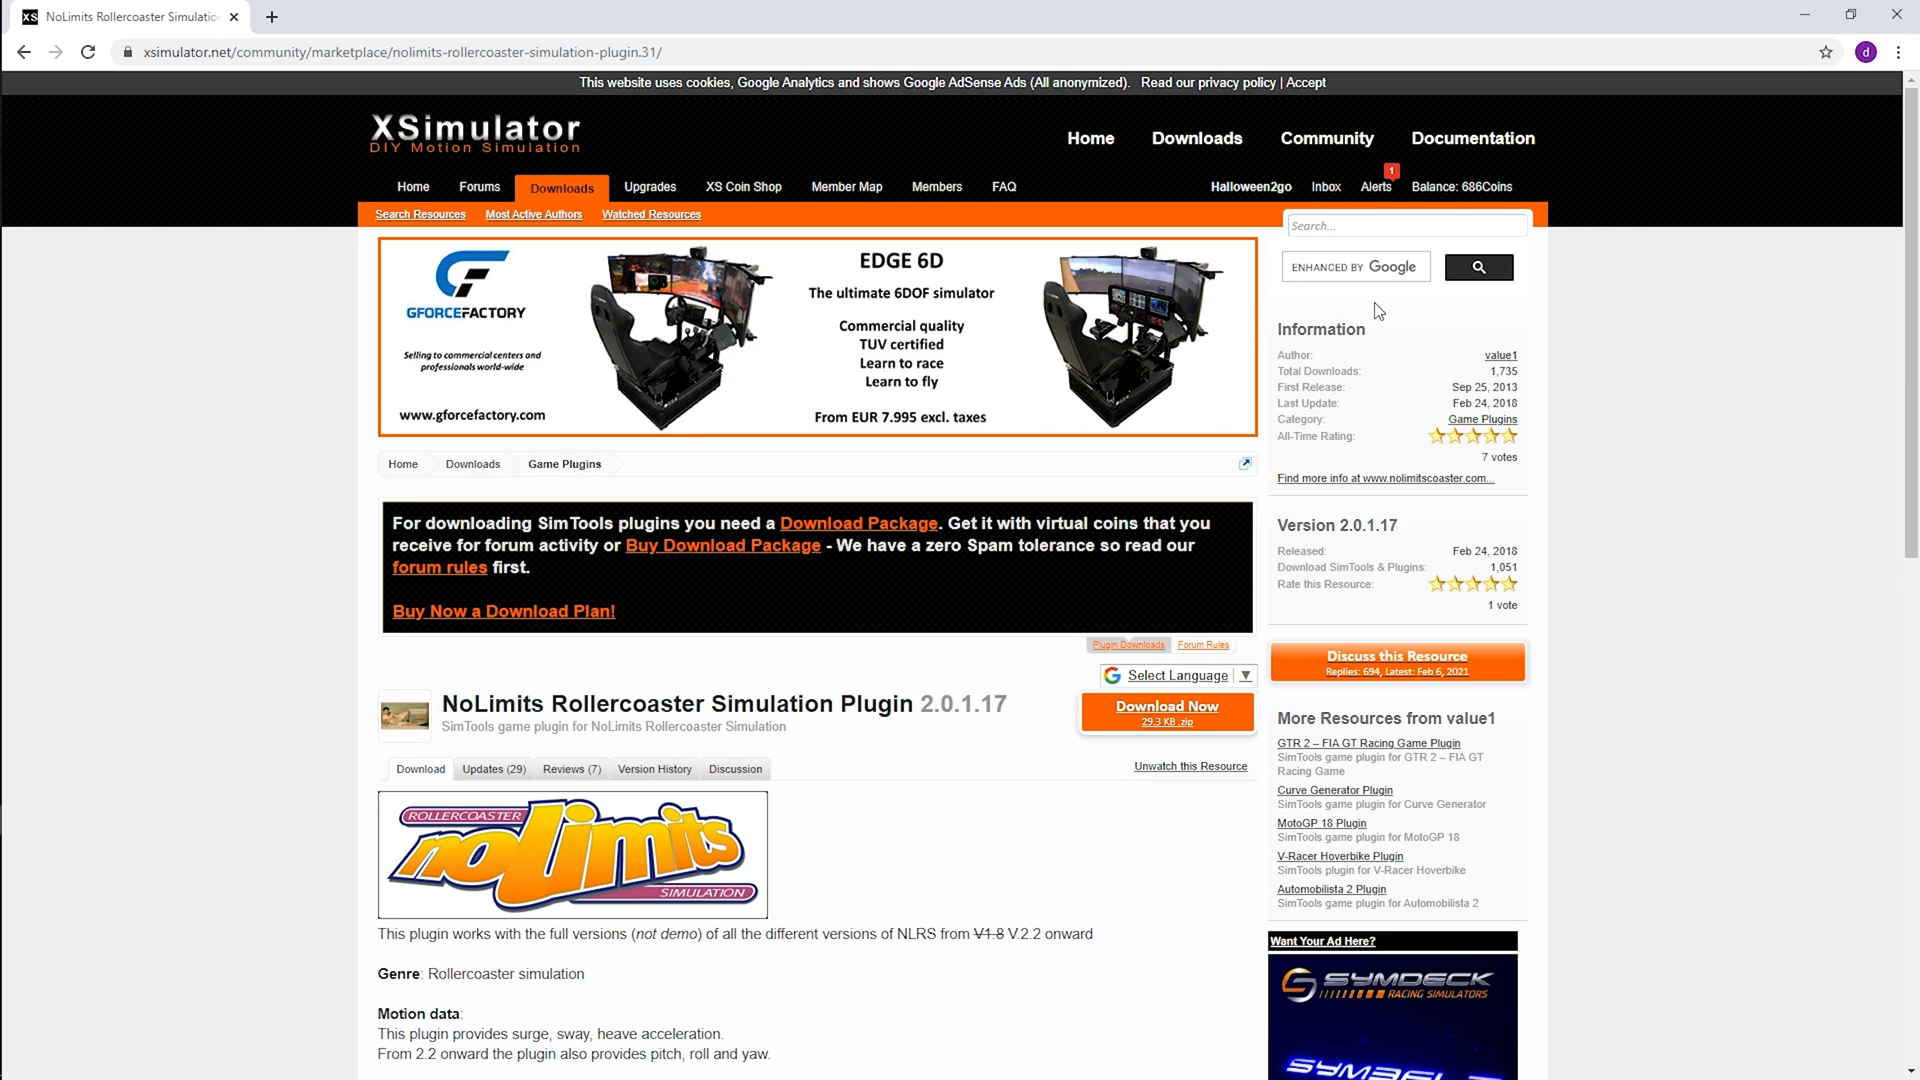 XS NoLimits Rollercoaster Simulatio
xsimulator.net/community/marketplace/nolimits-rollercoaster-simulation-plugin.31/
d
This website uses cookies, Google Analytics and shows Google AdSense Ads (All anonymized). Read our privacy policy | Accept
XSimulator
DIY Motion Simulation
Home Downloads Community Documentation
Home Forums Downloads Upgrades XS Coin Shop Member Map Members FAQ
Halloween2go Inbox Alerts 1 Balance: 686Coins
Search Resources Most Active Authors Watched Resources
Search...
ENHANCED BY Google
GFORCEFACTORY
Selling to commercial centers and
professionals world-wide
www.gforcefactory.com
EDGE 6D
The ultimate 6DOF simulator
Commercial quality
TUV certified
Learn to race
Learn to fly
From EUR 7.995 excl. taxes
Home Downloads Game Plugins
For downloading SimTools plugins you need a Download Package. Get it with virtual coins that you
receive for forum activity or Buy Download Package - We have a zero Spam tolerance so read our
forum rules first.
Buy Now a Download Plan!
Plugin Downloads Forum Rules
Select Language ▼
NoLimits Rollercoaster Simulation Plugin 2.0.1.17
SimTools game plugin for NoLimits Rollercoaster Simulation
Download Now
29.3 KB .zip
Download Updates (29) Reviews (7) Version History Discussion
Unwatch this Resource
ROLLERCOASTER
noLimits
SIMULATION
This plugin works with the full versions (not demo) of all the different versions of NLRS from V1.8 V.2.2 onward
Genre: Rollercoaster simulation
Motion data:
This plugin provides surge, sway, heave acceleration.
From 2.2 onward the plugin also provides pitch, roll and yaw.
Information
Author: value1
Total Downloads: 1,735
First Release: Sep 25, 2013
Last Update: Feb 24, 2018
Category: Game Plugins
All-Time Rating:
7 votes
Find more info at www.nolimitscoaster.com...
Version 2.0.1.17
Released: Feb 24, 2018
Download SimTools & Plugins: 1,051
Rate this Resource:
1 vote
Discuss this Resource
Replies: 694, Latest: Feb 6, 2021
More Resources from value1
GTR 2 – FIA GT Racing Game Plugin
SimTools game plugin for GTR 2 – FIA GT
Racing Game
Curve Generator Plugin
SimTools game plugin for Curve Generator
MotoGP 18 Plugin
SimTools game plugin for MotoGP 18
V-Racer Hoverbike Plugin
SimTools plugin for V-Racer Hoverbike
Automobilista 2 Plugin
SimTools game plugin for Automobilista 2
Want Your Ad Here?
SYMDECK
RACING SIMULATORS